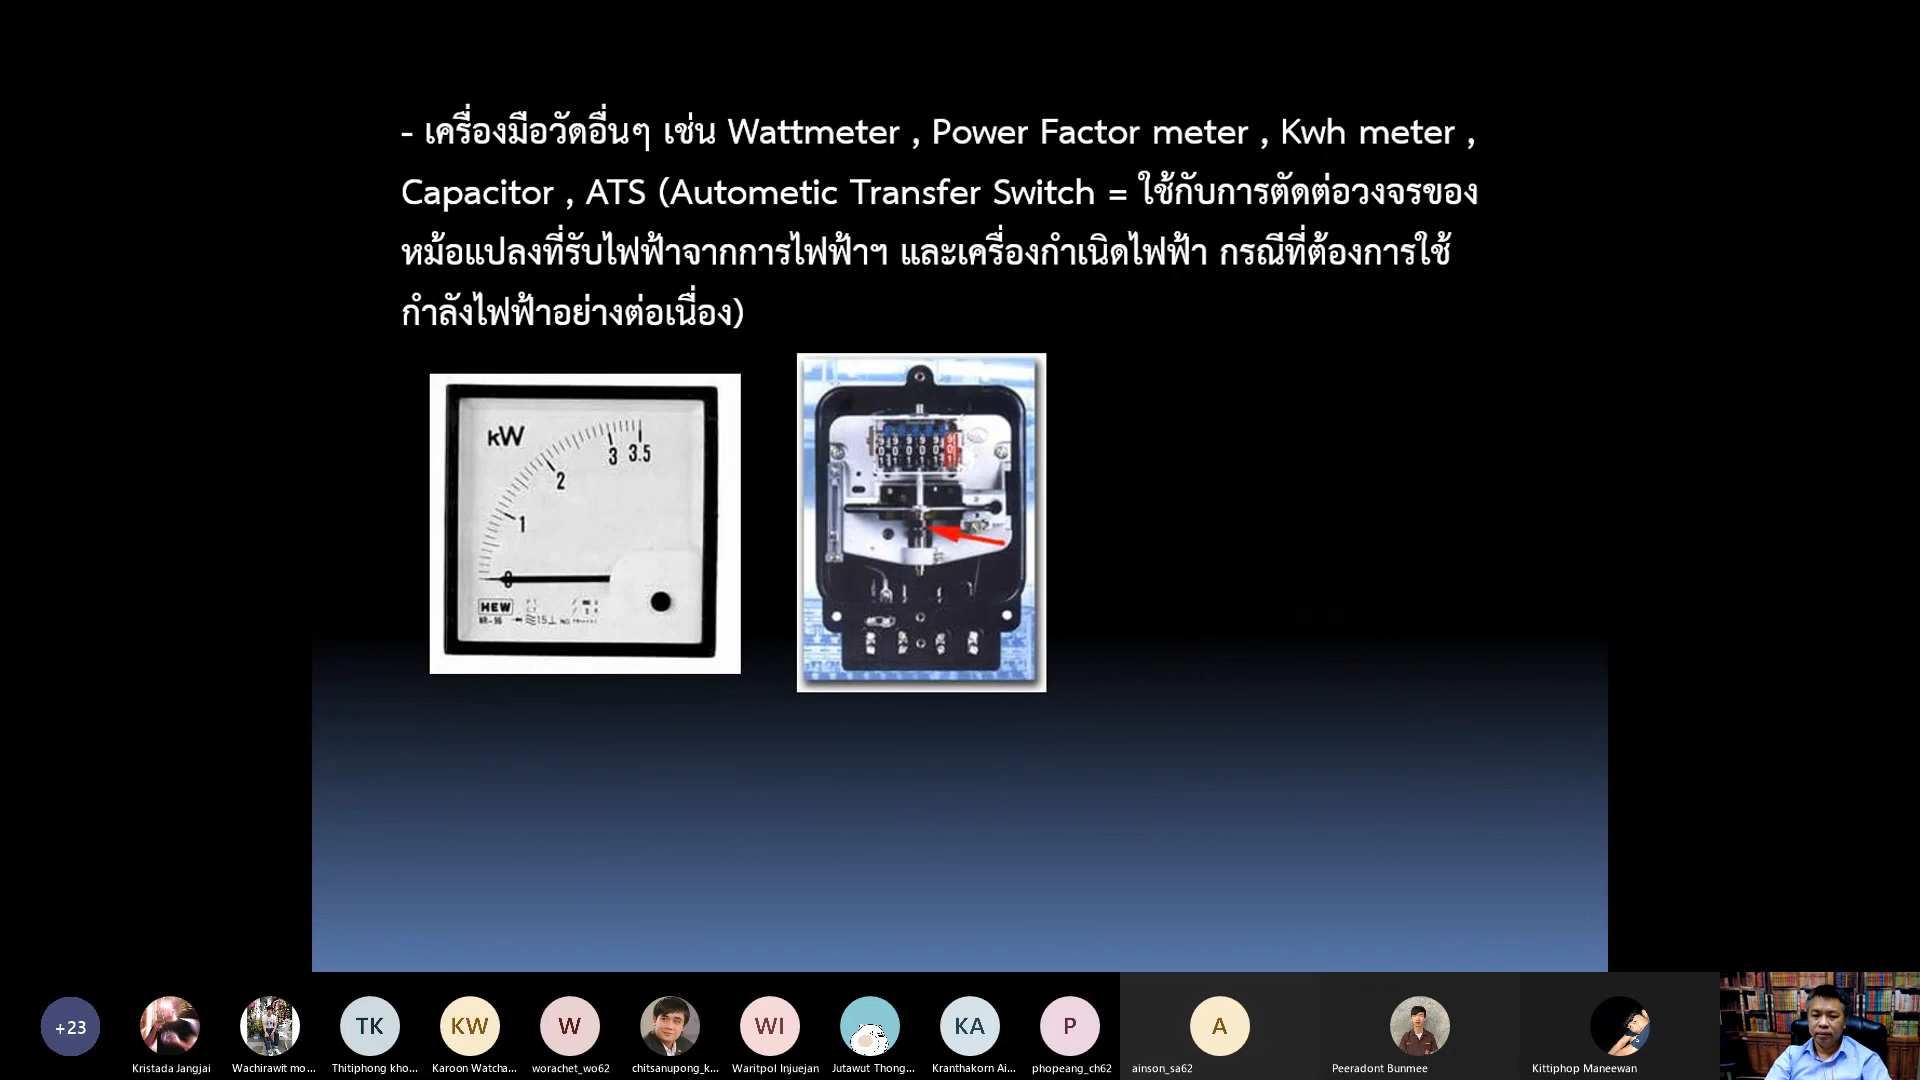 - เครื่องมือวัดอื่นๆ เช่น Wattmeter , Power Factor meter , Kwh meter ,
Capacitor , ATS (Autometic Transfer Switch = ใช้กับการตัดต่อวงจรของ
หม้อแปลงที่รับไฟฟ้าจากการไฟฟ้าฯ และเครื่องกำเนิดไฟฟ้า กรณีที่ต้องการใช้
กำลังไฟฟ้าอย่างต่อเนื่อง)
kW
3 3.5
2
1
0
HEW
+23
TK
KW
W
WI
KA
P
A
Kristada Jangjai
Wachirawit mo...
Thitiphong kho...
Karoon Watcha...
worachet_wo62
chitsanupong_k...
Waritpol Injuejan
Jutawut Thong...
Kranthakorn Ai...
phopeang_ch62
ainson_sa62
Peeradont Bunmee
Kittiphop Maneewan